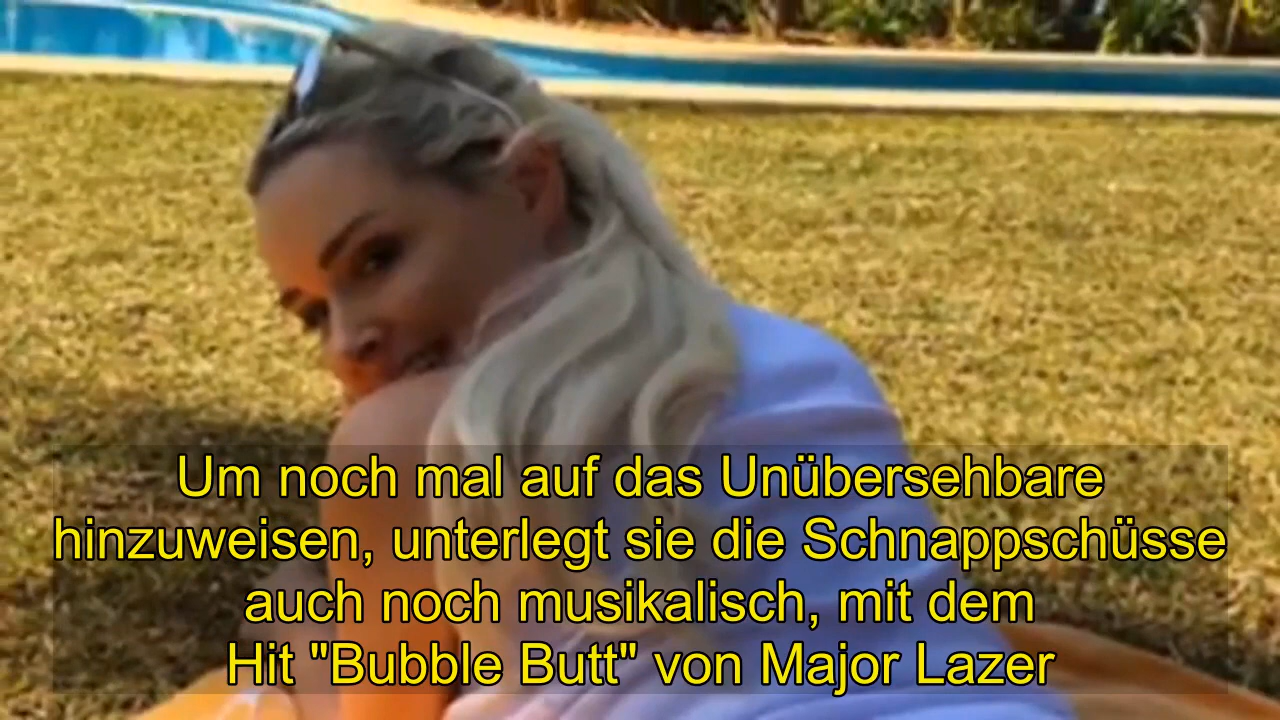 Um noch mal auf das Unübersehbare
hinzuweisen, unterlegt sie die Schnappschüsse
auch noch musikalisch, mit dem
Hit "Bubble Butt" von Major Lazer